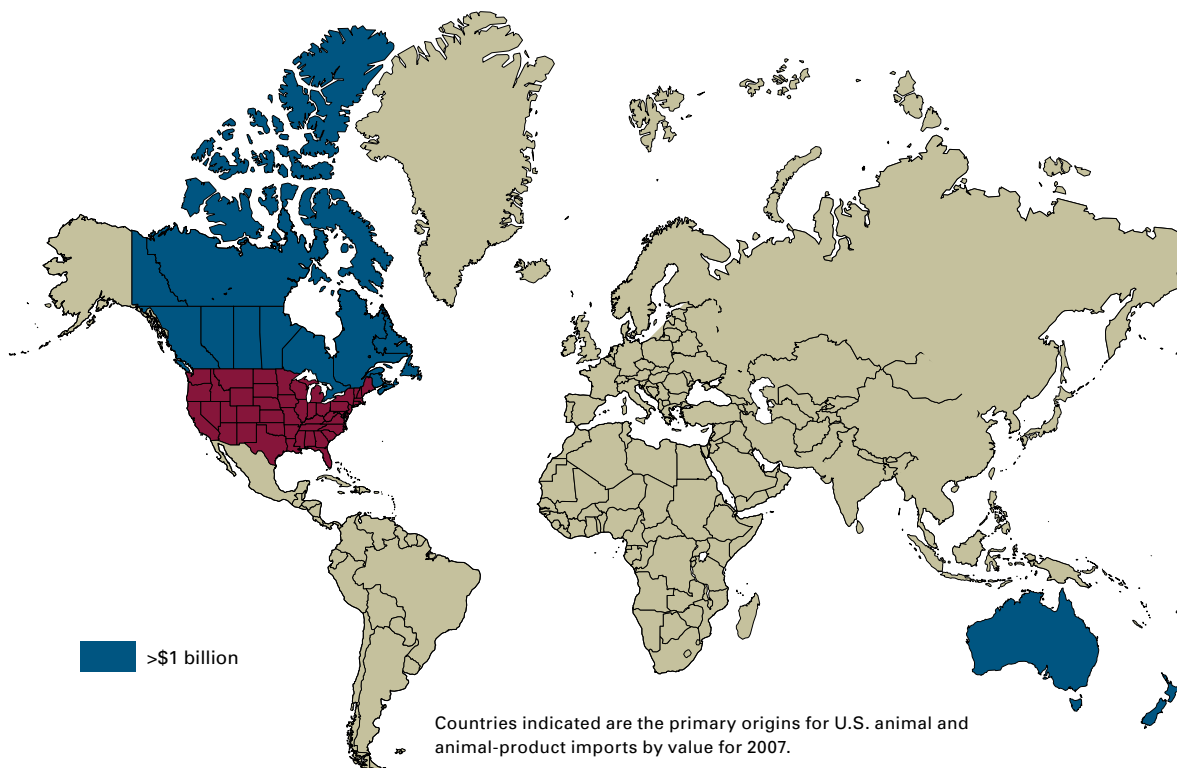 >$1 billion
Countries indicated are the primary origins for U.S. animal and
animal-product imports by value for 2007.